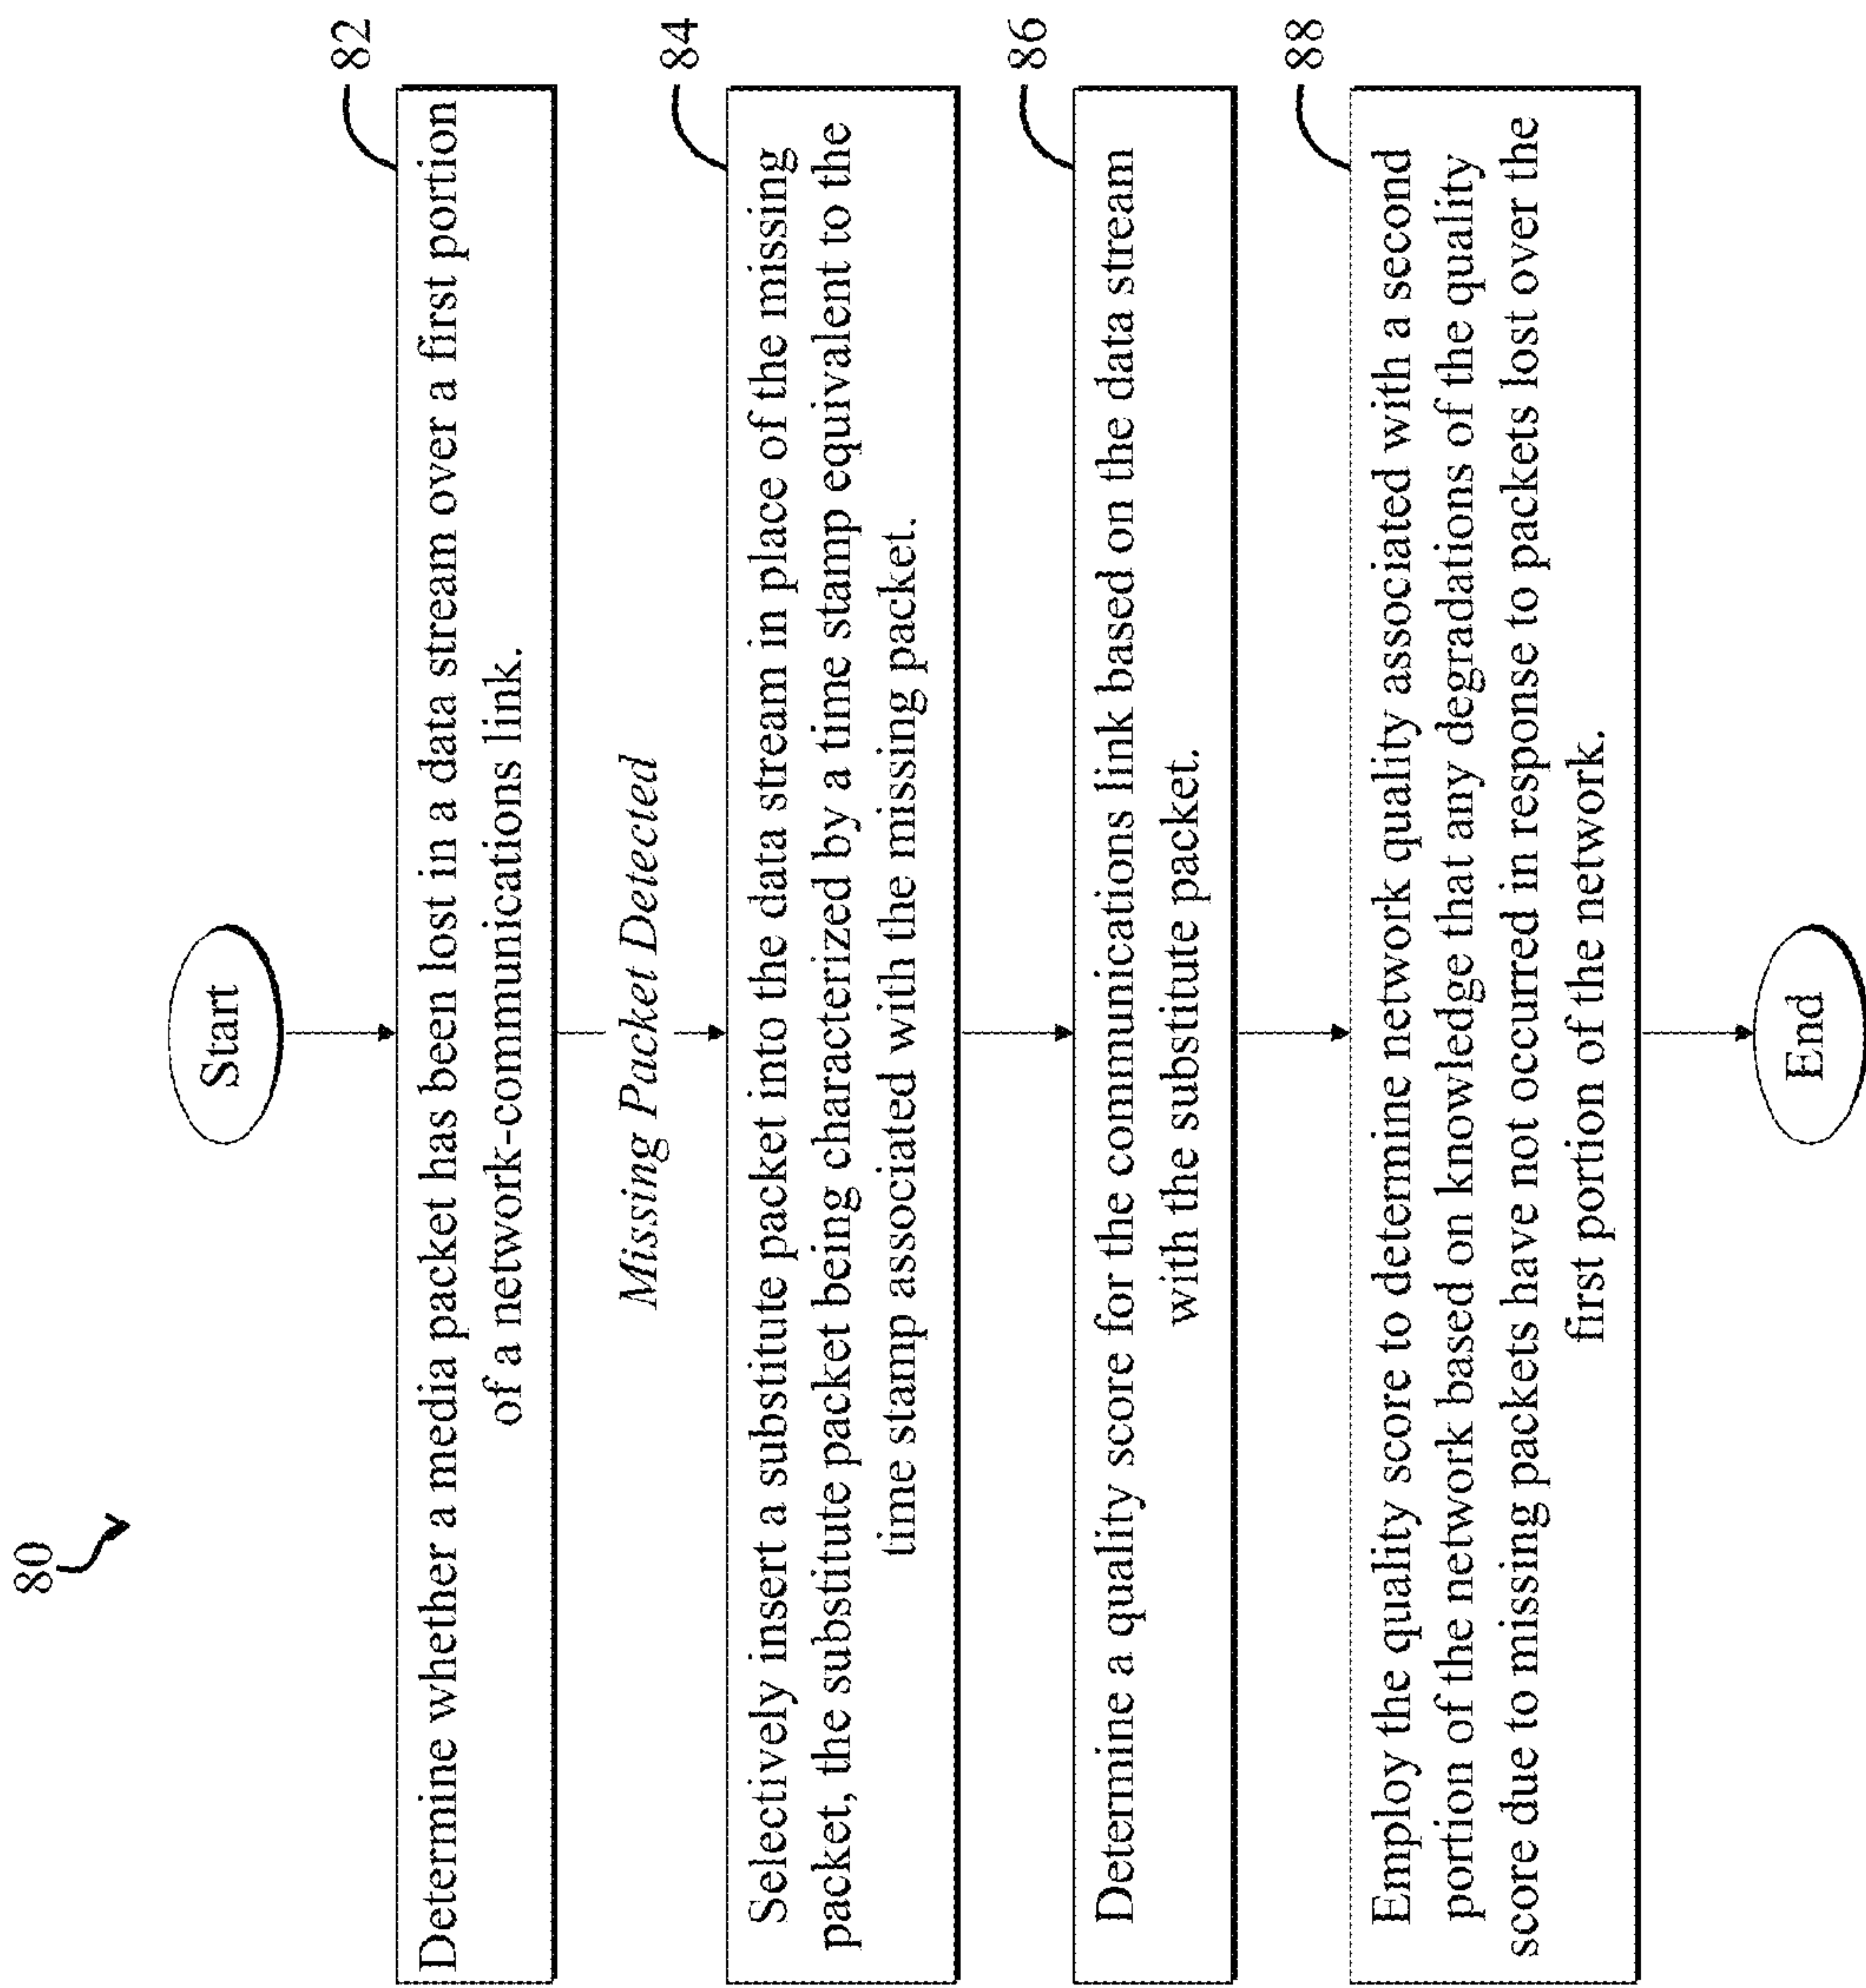 80
Start
82
Determine whether a media packet has been lost in a data stream over a first portion
of a network-communications link.
Missing Packet Detected
84
Selectively insert a substitute packet into the data stream in place of the missing
packet, the substitute packet being characterized by a time stamp equivalent to the
time stamp associated with the missing packet.
86
Determine a quality score for the communications link based on the data stream
with the substitute packet.
88
Employ the quality score to determine network quality associated with a second
portion of the network based on knowledge that any degradations of the quality
score due to missing packets have not occurred in response to packets lost over the
first portion of the network.
End